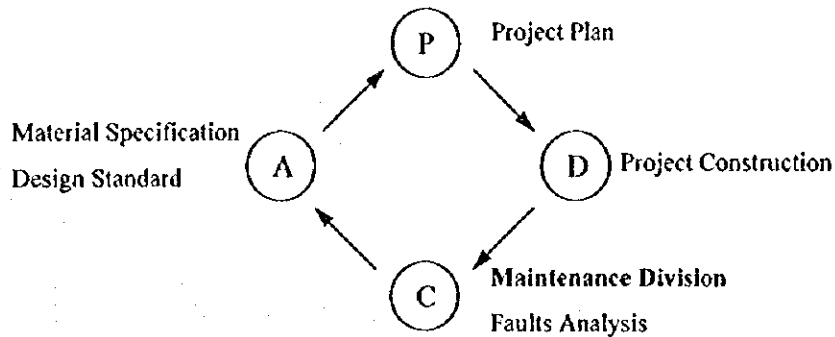 P
Project Plan
Material Specification
Design Standard
A
D
Project Construction
C
Maintenance Division
Faults Analysis